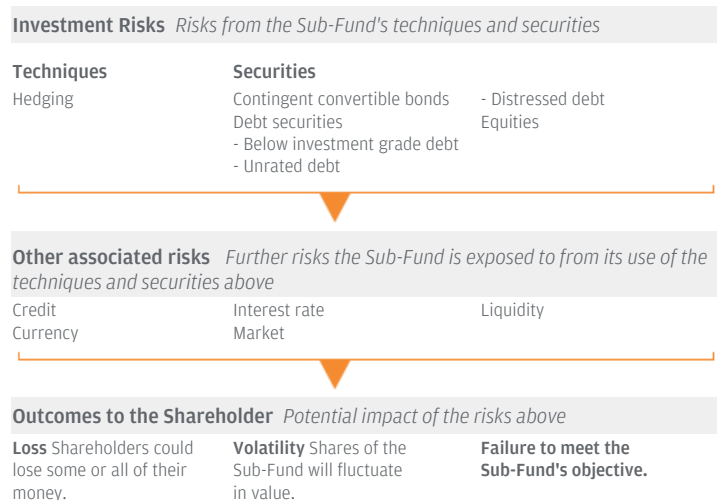 Investment Risks Risks from the Sub-Fund's techniques and securities
Techniques
Hedging
Securities
Contingent convertible bonds
Debt securities
- Below investment grade debt
- Unrated debt
- Distressed debt
Equities
Other associated risks Further risks the Sub-Fund is exposed to from its use of the
techniques and securities above
Credit
Currency
Interest rate
Market
Liquidity
Outcomes to the Shareholder Potential impact of the risks above
Loss Shareholders could
lose some or all of their
money.
Volatility Shares of the
Sub-Fund will fluctuate
in value.
Failure to meet the
Sub-Fund's objective.